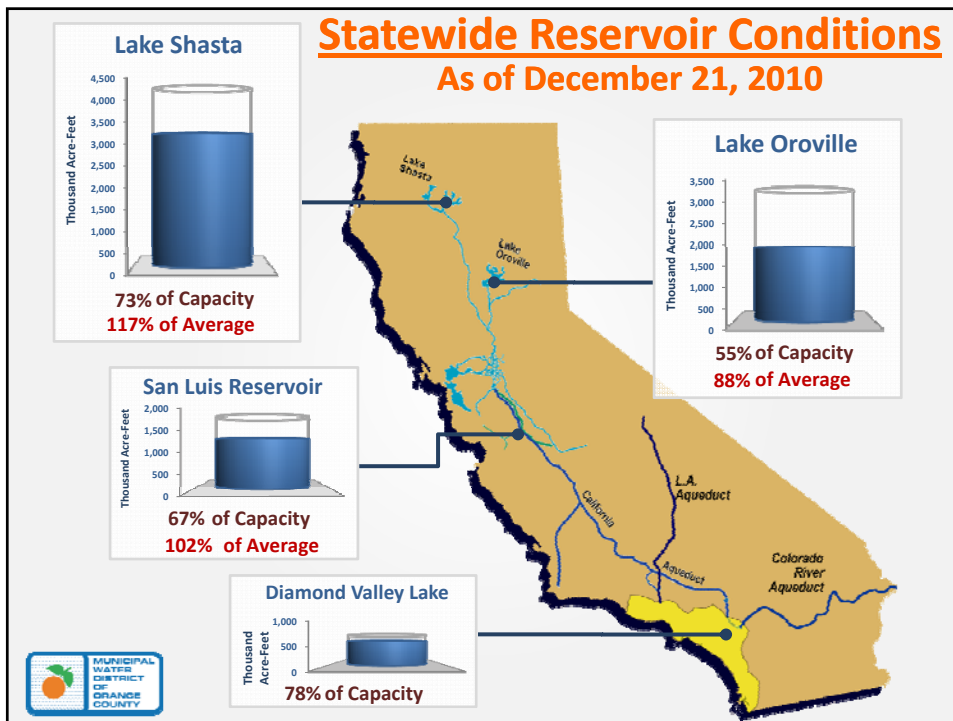 Statewide Reservoir Conditions
As of December 21, 2010
Lake Shasta
Thousand Acre-Feet
4,500
4,000
3,500
3,000
2,500
2,000
1,500
1,000
500
0
73% of Capacity
117% of Average
Lake Oroville
Thousand Acre-Feet
3,500
3,000
2,500
2,000
1,500
1,000
500
0
55% of Capacity
88% of Average
San Luis Reservoir
Thousand Acre-Feet
2,000
1,500
1,000
500
0
67% of Capacity
102% of Average
Diamond Valley Lake
Thousand
Acre-Feet
1,000
500
0
78% of Capacity
Lake
Shasta
Lake
Oroville
L.A.
Aqueduct
California
Aqueduct
Colorado
River
Aqueduct
MUNICIPAL
WATER
DISTRICT
OF
ORANGE
COUNTY